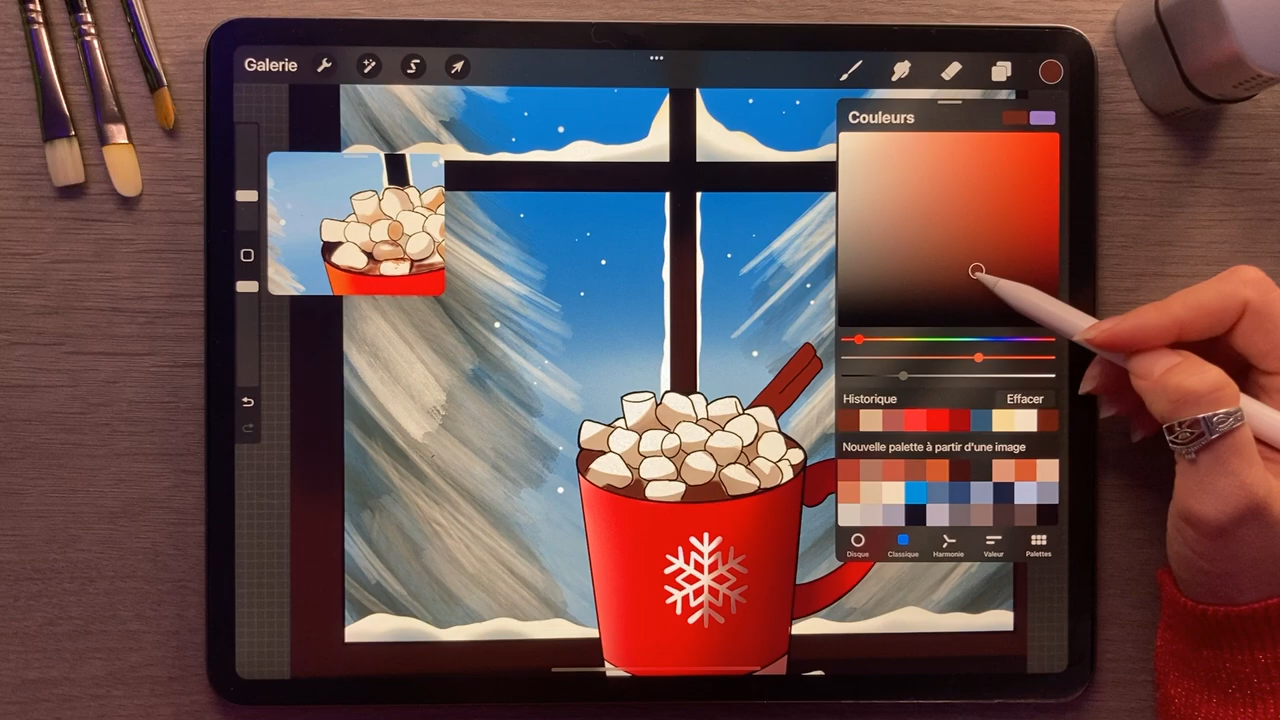 Galerie
Couleurs
Historique
Effacer
Nouvelle palette à partir d'une image
Disque
Classique
Harmonie
Valeur
Palettes